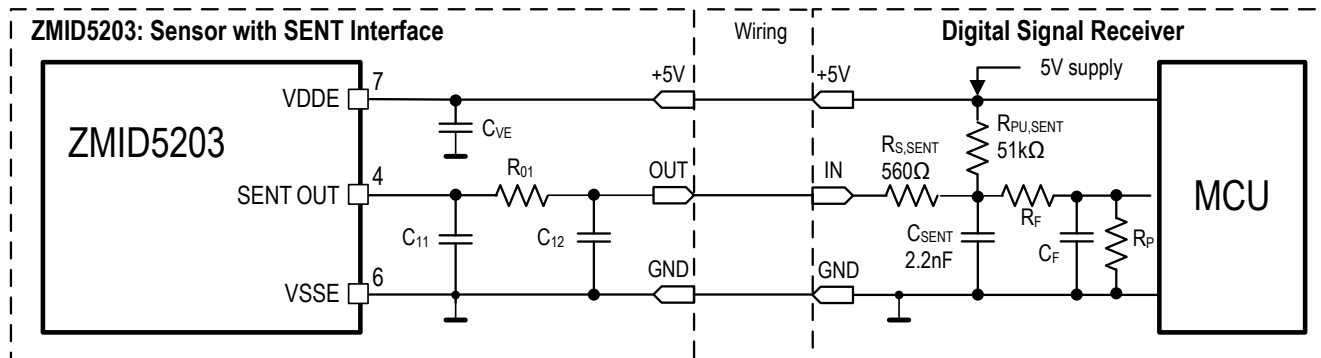 ZMID5203: Sensor with SENT Interface
Wiring
Digital Signal Receiver
ZMID5203
VDDE
7
SENT OUT
4
VSSE
6
CVE
C11
R01
C12
+5V
OUT
GND
+5V
IN
GND
5V supply
RS,SENT
560Ω
RPU,SENT
51kΩ
CSENT
2.2nF
RF
CF
RP
MCU